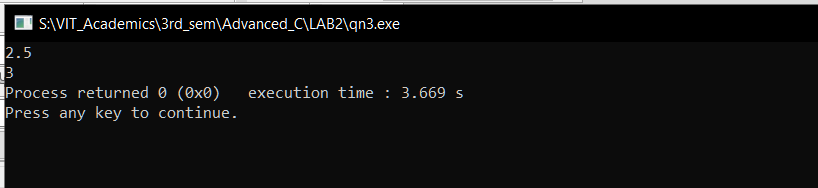 S:\VIT_Academics\3rd_sem\Advanced_C\LAB2\qn3.exe
2.5
3
Process returned 0 (0x0)   execution time : 3.669 s
Press any key to continue.